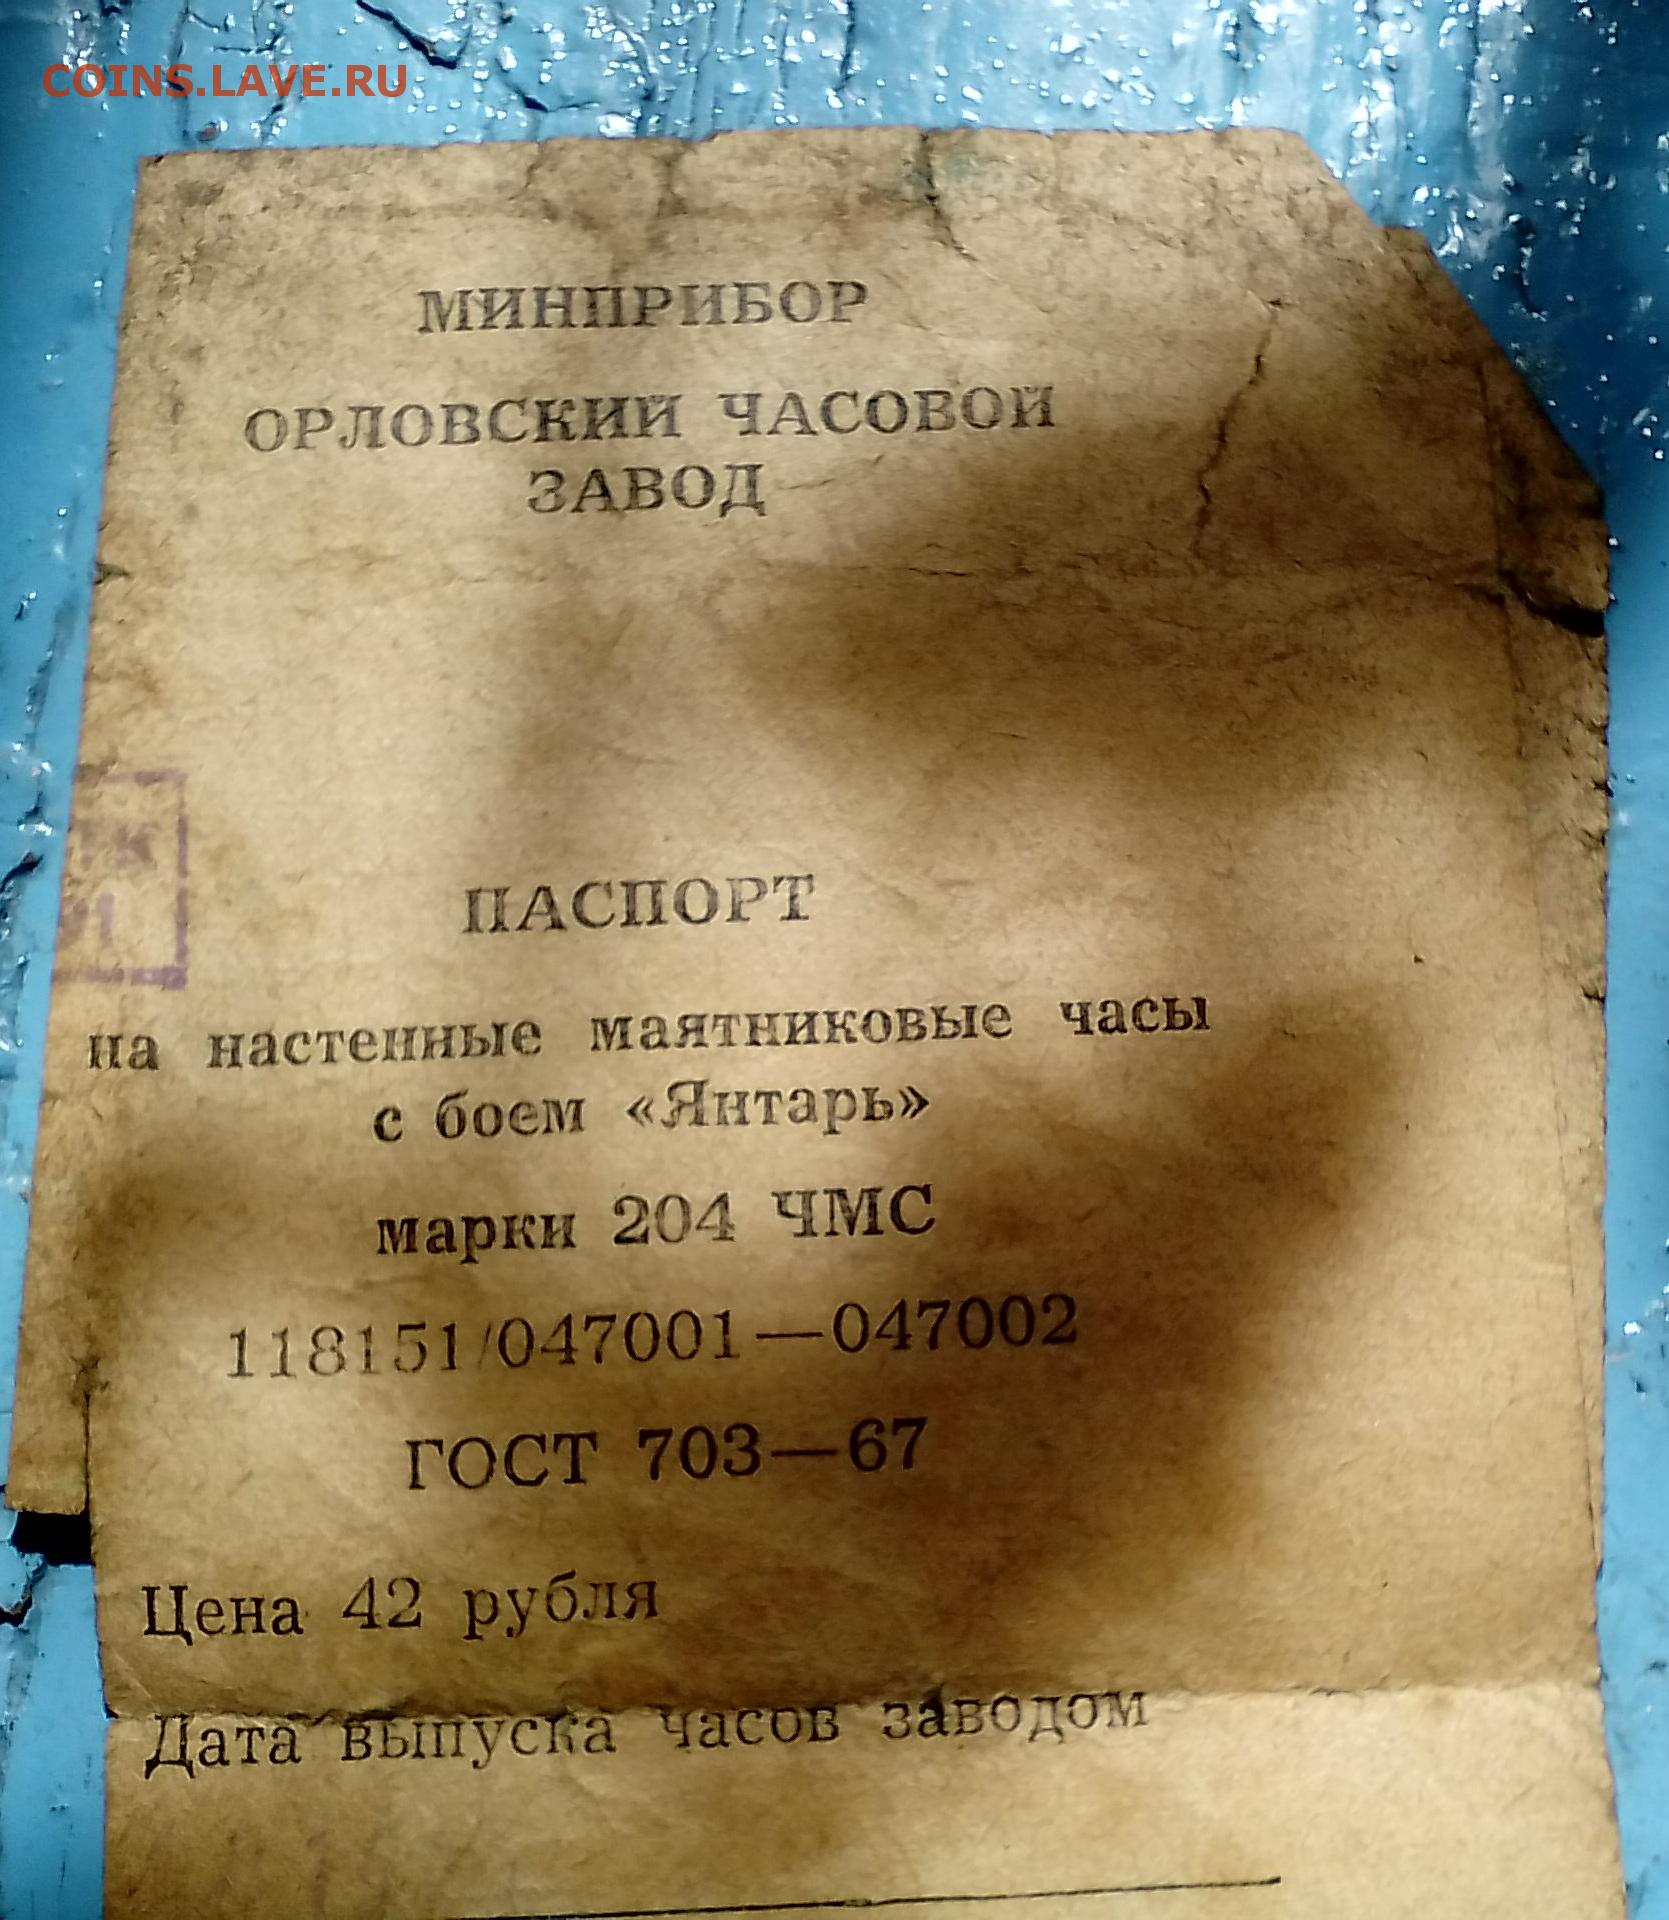 COINS.LAVE.RU
МИНПРИБОР
ОРЛОВСКИЙ ЧАСОВОЙ
ЗАВОД
ПАСПОРТ
на настенные маятниковые часы
с боем «Янтарь»
марки 204 ЧМС
118151/047001—047002
ГОСТ 703—67
Цена 42 рубля
Дата выпуска часов заводом